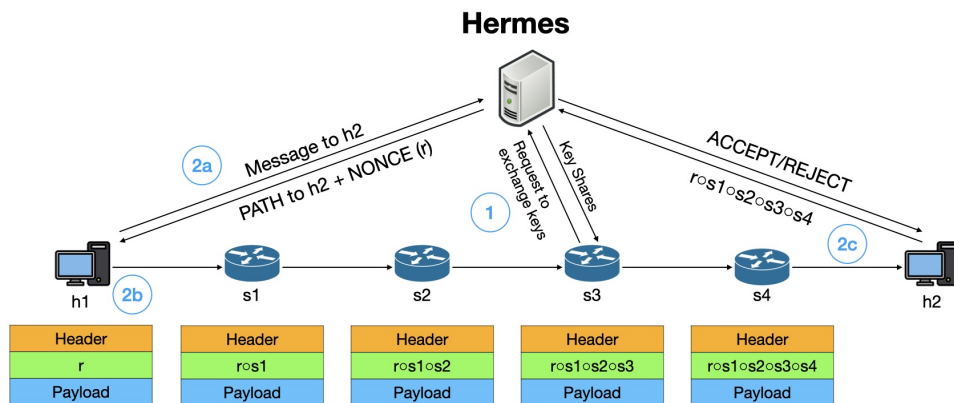 Hermes
2a
Message to h2
PATH to h2 + NONCE (r)
1
Request to
exchange keys
Key Shares
ACCEPT/REJECT
r∘s1∘s2∘s3∘s4
2c
2b
h1
s1
s2
s3
s4
h2
Header
r
Payload
Header
r∘s1
Payload
Header
r∘s1∘s2
Payload
Header
r∘s1∘s2∘s3
Payload
Header
r∘s1∘s2∘s3∘s4
Payload